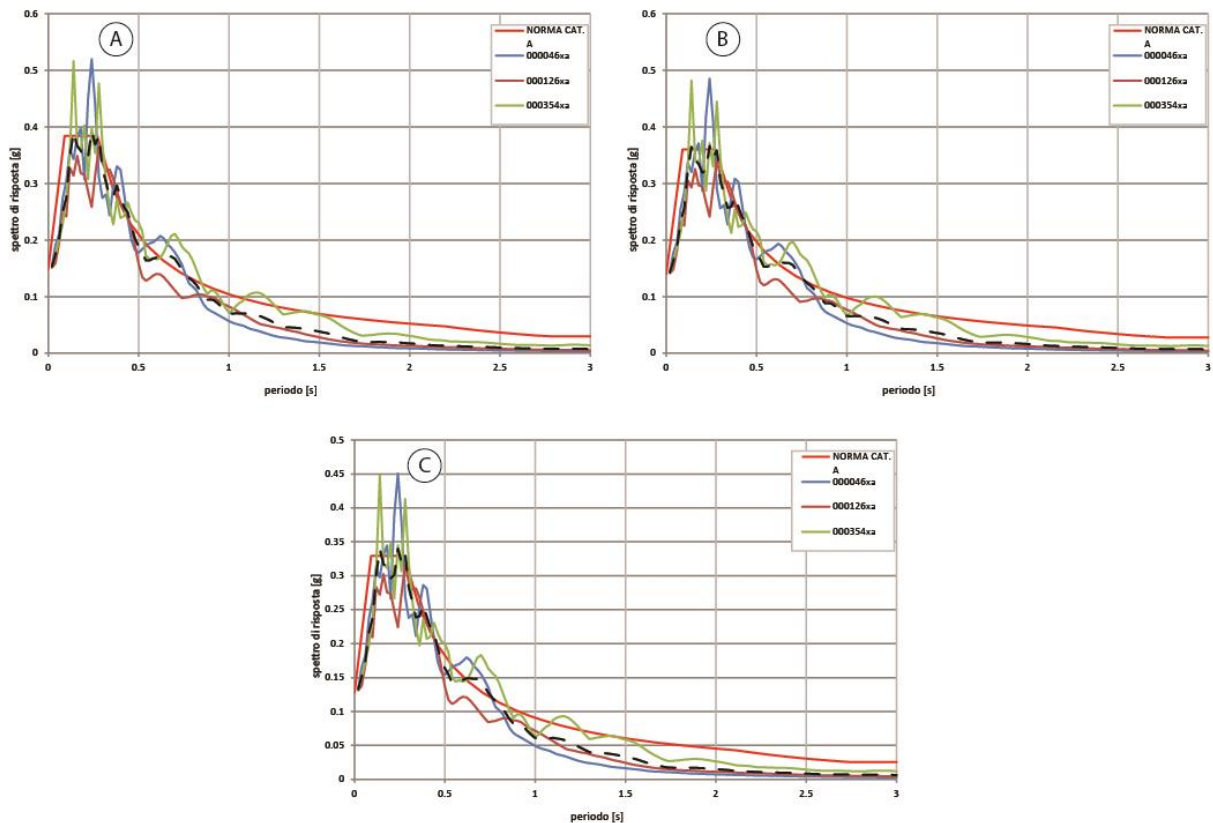 A
0.6
0.5
0.4
0.3
0.2
0.1
0
spettro di risposta [g]
0
0.5
1
1.5
2
2.5
3
periodo [s]
NORMA CAT.
A
000046xa
000126xa
000354xa
B
0.6
0.5
0.4
0.3
0.2
0.1
0
spettro di risposta [g]
0
0.5
1
1.5
2
2.5
3
periodo [s]
NORMA CAT.
A
000046xa
000126xa
000354xa
C
0.5
0.45
0.4
0.35
0.3
0.25
0.2
0.15
0.1
0.05
0
spettro di risposta [g]
0
0.5
1
1.5
2
2.5
3
periodo [s]
NORMA CAT.
A
000046xa
000126xa
000354xa